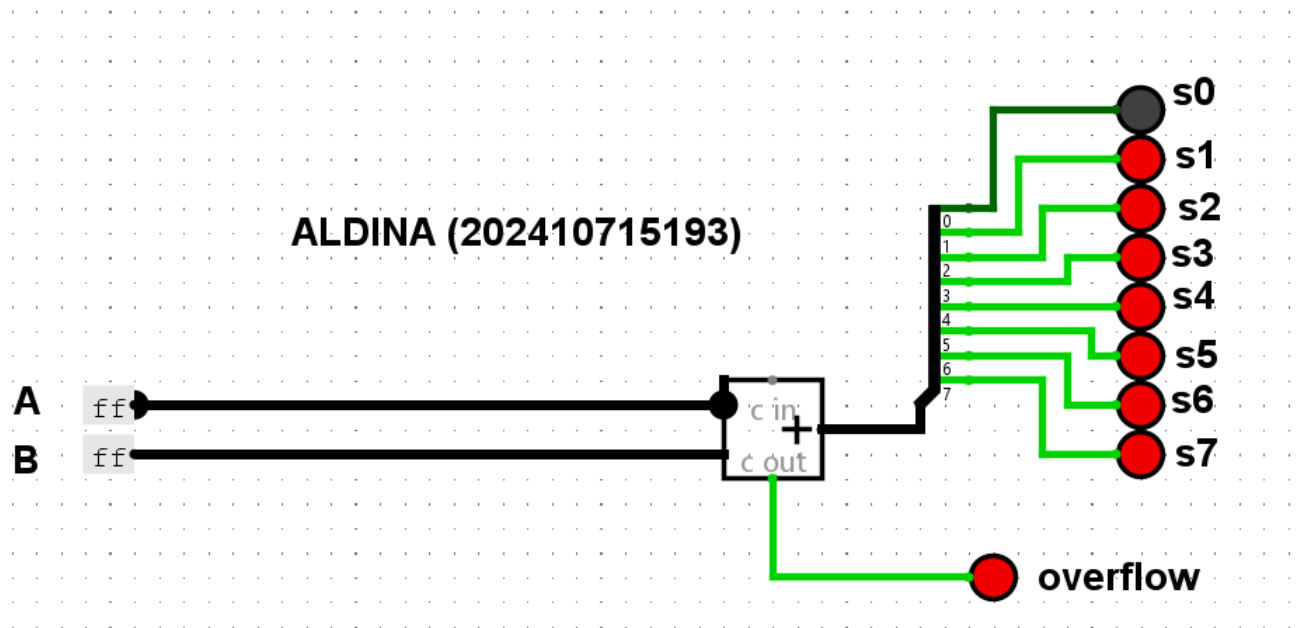 s0
s1
ALDINA (202410715193)
s2
0
1
s3
2
3
s4
4
5
s5
6
7
A
ff
c in
s6
B
ff
c out
s7
overflow